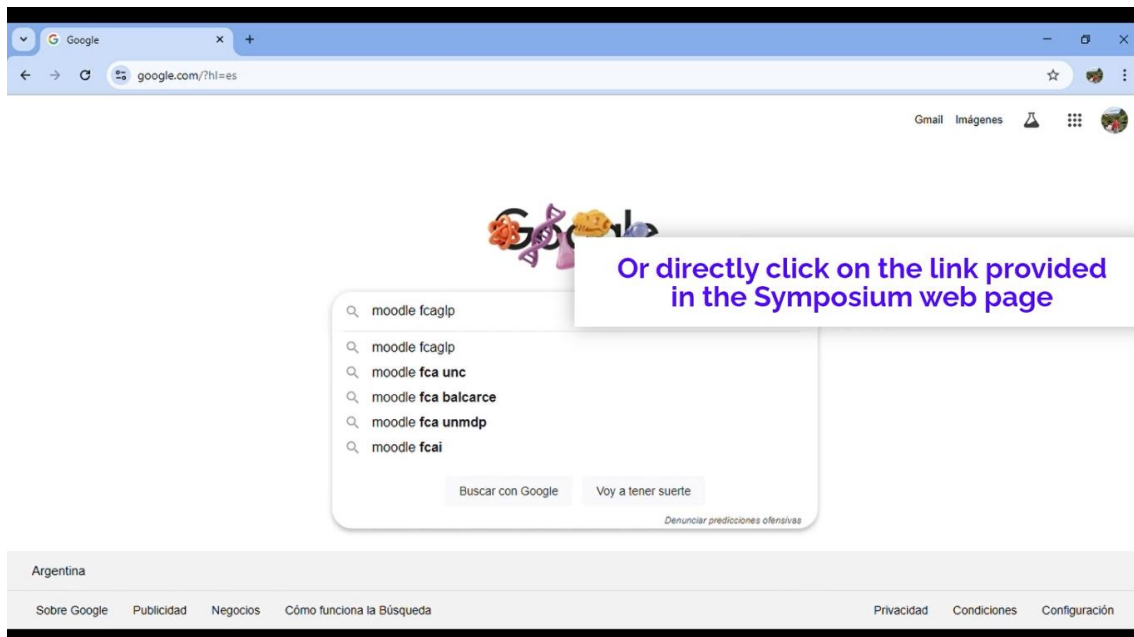 Google
google.com/?hl=es
Gmail Imágenes
Google
Or directly click on the link provided
in the Symposium web page
moodle fcaglp
moodle fcaglp
moodle fca unc
moodle fca balcarce
moodle fca unmdp
moodle fcai
Buscar con Google Voy a tener suerte
Denunciar predicciones ofensivas
Argentina
Sobre Google Publicidad Negocios Cómo funciona la Búsqueda Privacidad Condiciones Configuración